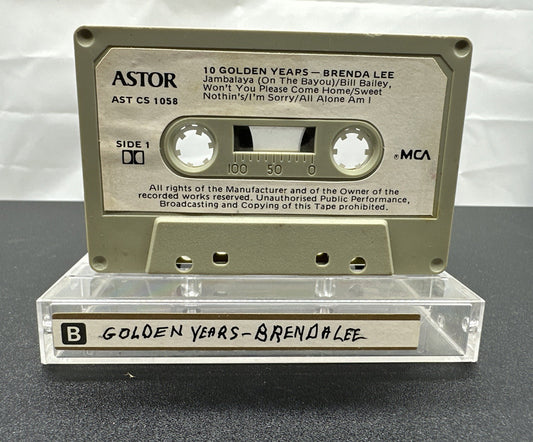 ASTOR
AST CS 1058
10 GOLDEN YEARS — BRENDA LEE
Jambalaya (On The Bayou)/Bill Bailey,
Won't You Please Come Home/Sweet
Nothin's/I'm Sorry/All Alone Am I
SIDE 1
100 50 0
MCA
All rights of the Manufacturer and of the Owner of the
recorded works reserved. Unauthorised Public Performance,
Broadcasting and Copying of this Tape prohibited.
B GOLDEN YEARS-BRENDA LEE